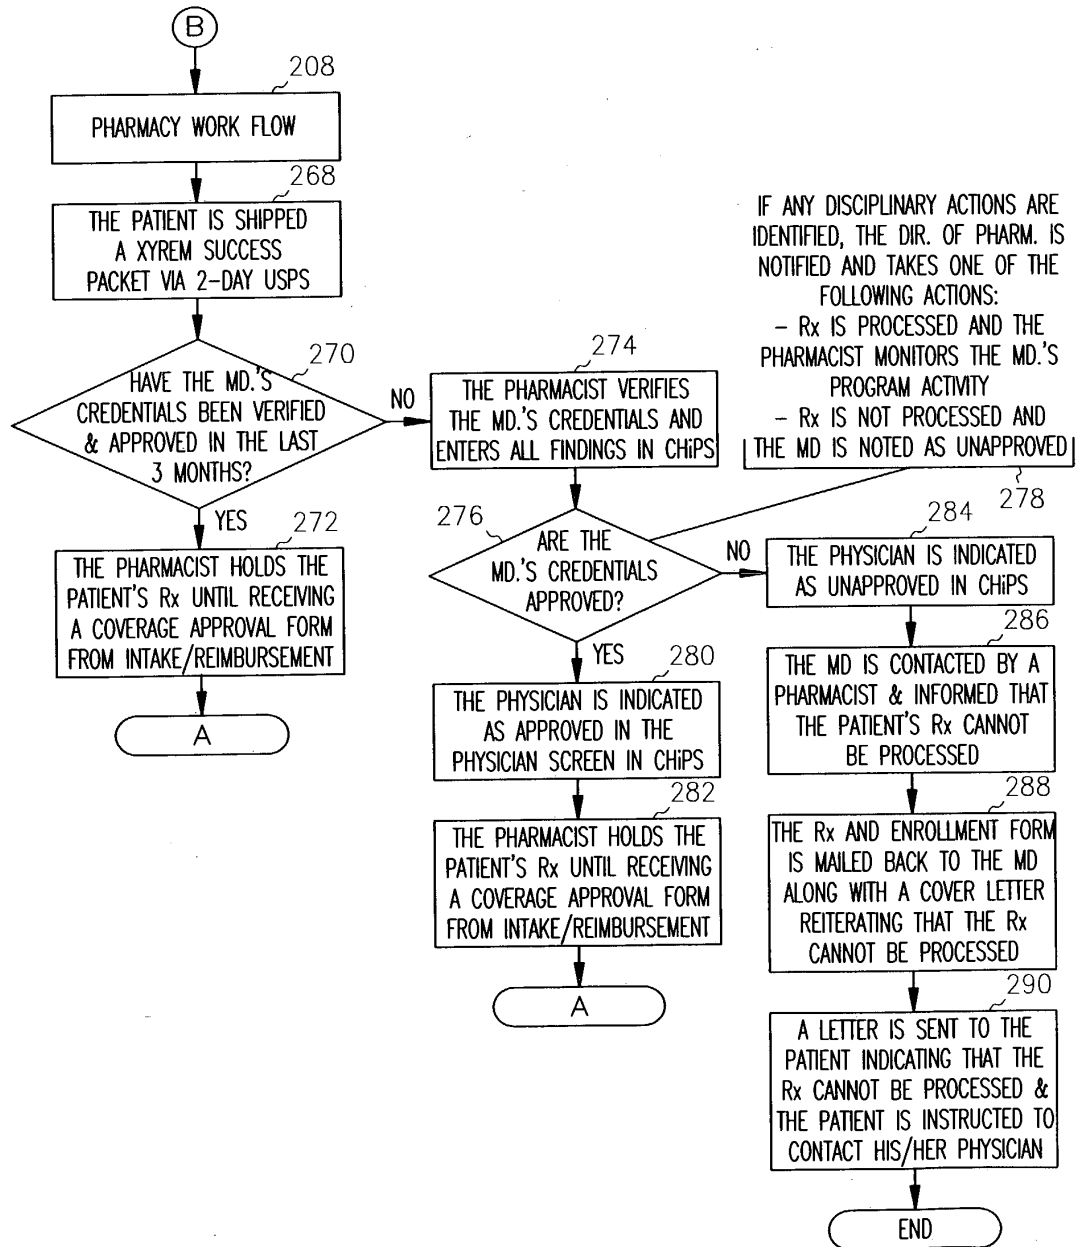 B
208
PHARMACY WORK FLOW
268
THE PATIENT IS SHIPPED
A XYREM SUCCESS
PACKET VIA 2-DAY USPS
270
HAVE THE MD.'S
CREDENTIALS BEEN VERIFIED
& APPROVED IN THE LAST
3 MONTHS?
NO
YES
272
THE PHARMACIST HOLDS THE
PATIENT'S Rx UNTIL RECEIVING
A COVERAGE APPROVAL FORM
FROM INTAKE/REIMBURSEMENT
A
274
THE PHARMACIST VERIFIES
THE MD.'S CREDENTIALS AND
ENTERS ALL FINDINGS IN CHiPS
IF ANY DISCIPLINARY ACTIONS ARE
IDENTIFIED, THE DIR. OF PHARM. IS
NOTIFIED AND TAKES ONE OF THE
FOLLOWING ACTIONS:
– Rx IS PROCESSED AND THE
PHARMACIST MONITORS THE MD.'S
PROGRAM ACTIVITY
– Rx IS NOT PROCESSED AND
THE MD IS NOTED AS UNAPPROVED
278
276
ARE THE
MD.'S CREDENTIALS
APPROVED?
NO
YES
280
THE PHYSICIAN IS INDICATED
AS APPROVED IN THE
PHYSICIAN SCREEN IN CHiPS
282
THE PHARMACIST HOLDS THE
PATIENT'S Rx UNTIL RECEIVING
A COVERAGE APPROVAL FORM
FROM INTAKE/REIMBURSEMENT
A
284
THE PHYSICIAN IS INDICATED
AS UNAPPROVED IN CHiPS
286
THE MD IS CONTACTED BY A
PHARMACIST & INFORMED THAT
THE PATIENT'S Rx CANNOT
BE PROCESSED
288
THE Rx AND ENROLLMENT FORM
IS MAILED BACK TO THE MD
ALONG WITH A COVER LETTER
REITERATING THAT THE Rx
CANNOT BE PROCESSED
290
A LETTER IS SENT TO THE
PATIENT INDICATING THAT THE
Rx CANNOT BE PROCESSED &
THE PATIENT IS INSTRUCTED TO
CONTACT HIS/HER PHYSICIAN
END